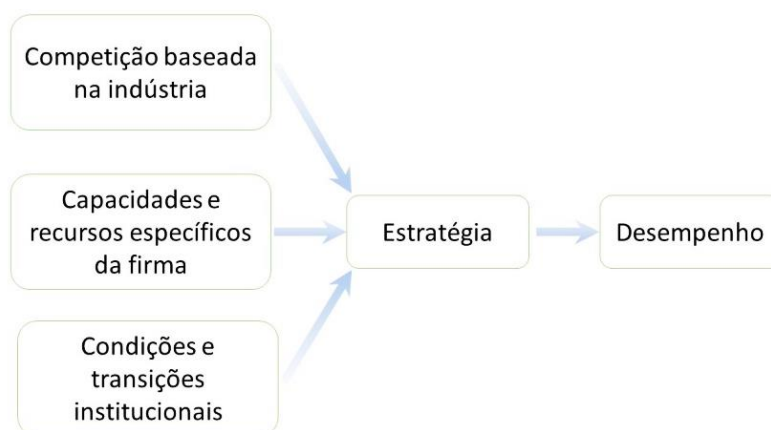 Competição baseada
na indústria
Capacidades e
recursos específicos
da firma
Condições e
transições
institucionais
Estratégia
Desempenho